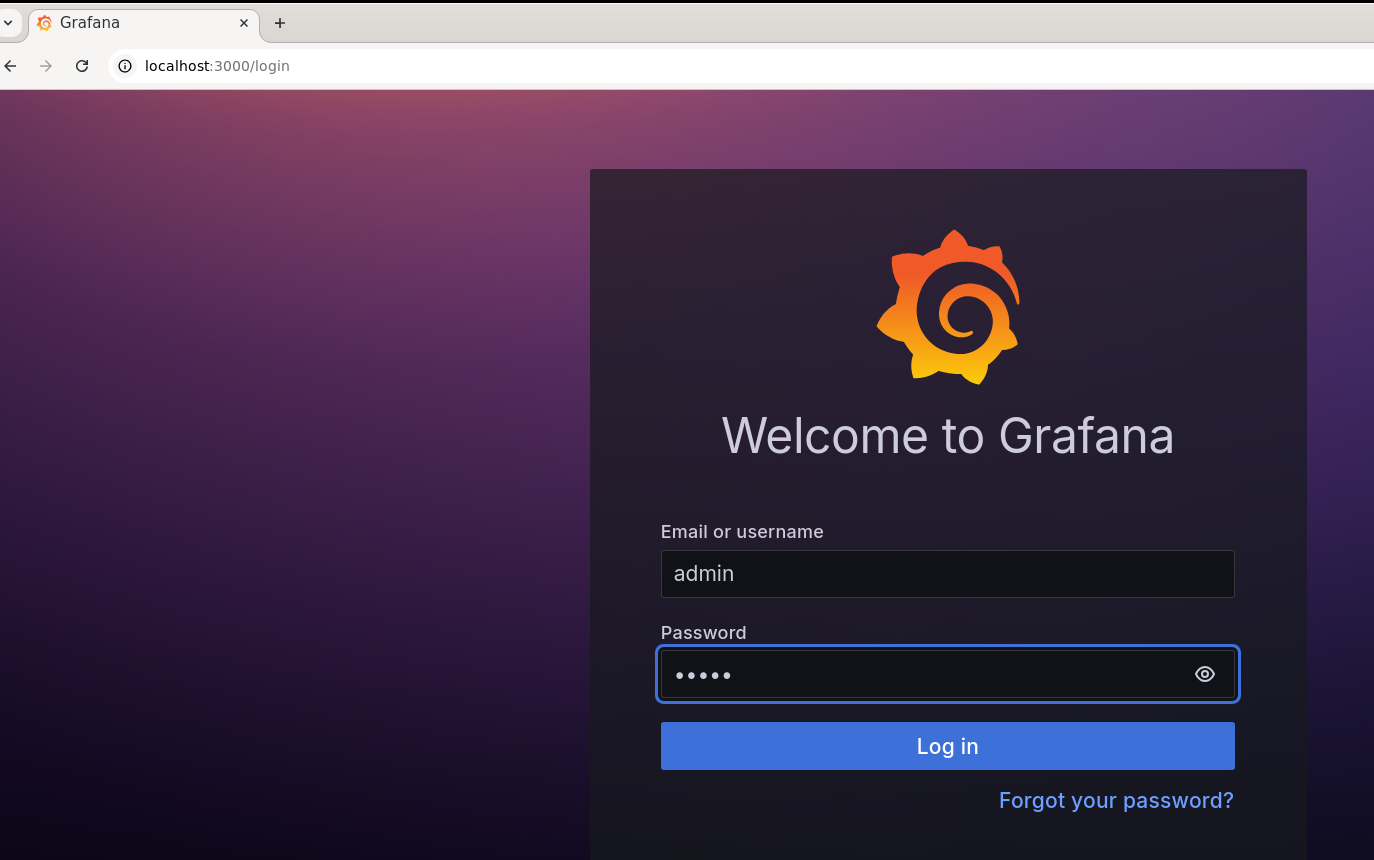 Grafana
localhost:3000/login
Welcome to Grafana
Email or username
admin
Password
•••••
Log in
Forgot your password?